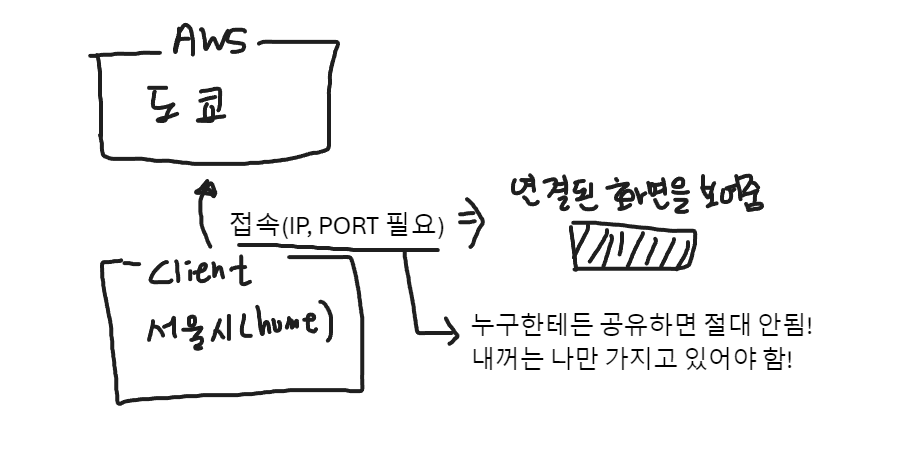 AWS
도쿄
연결된 화면을 보여줌
접속(IP, PORT 필요)
Client
서울시(home)
누구한테든 공유하면 절대 안됨!
내꺼는 나만 가지고 있어야 함!